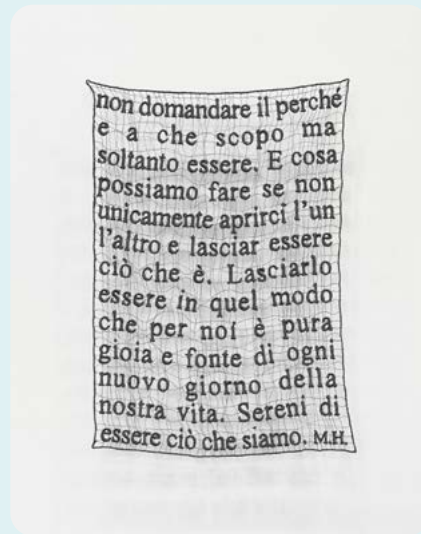 non domandare il perché
e a che scopo ma
soltanto essere. E cosa
possiamo fare se non
unicamente aprirci l'un
l'altro e lasciar essere
ciò che è. Lasciarlo
essere in quel modo
che per noi è pura
gioia e fonte di ogni
nuovo giorno della
nostra vita. Sereni di
essere ciò che siamo. M.H.